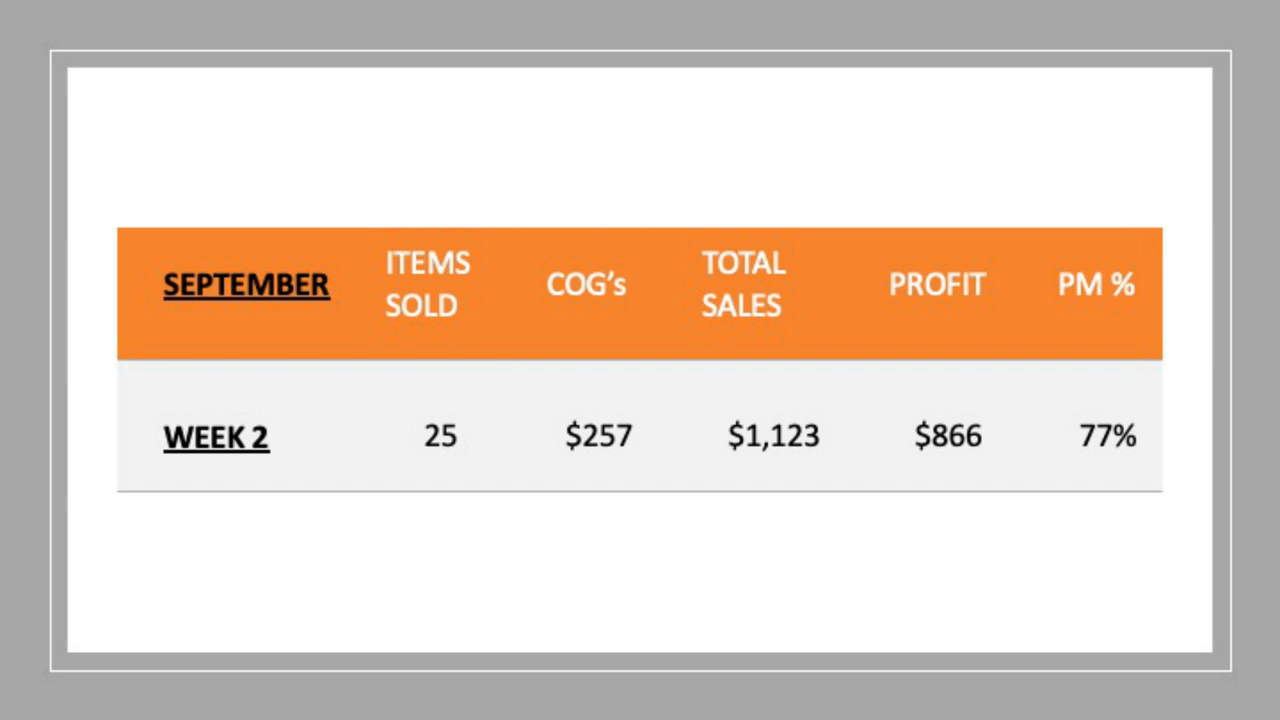 SEPTEMBER ITEMS SOLD COG’s TOTAL SALES PROFIT PM %
WEEK 2 25 $257 $1,123 $866 77%